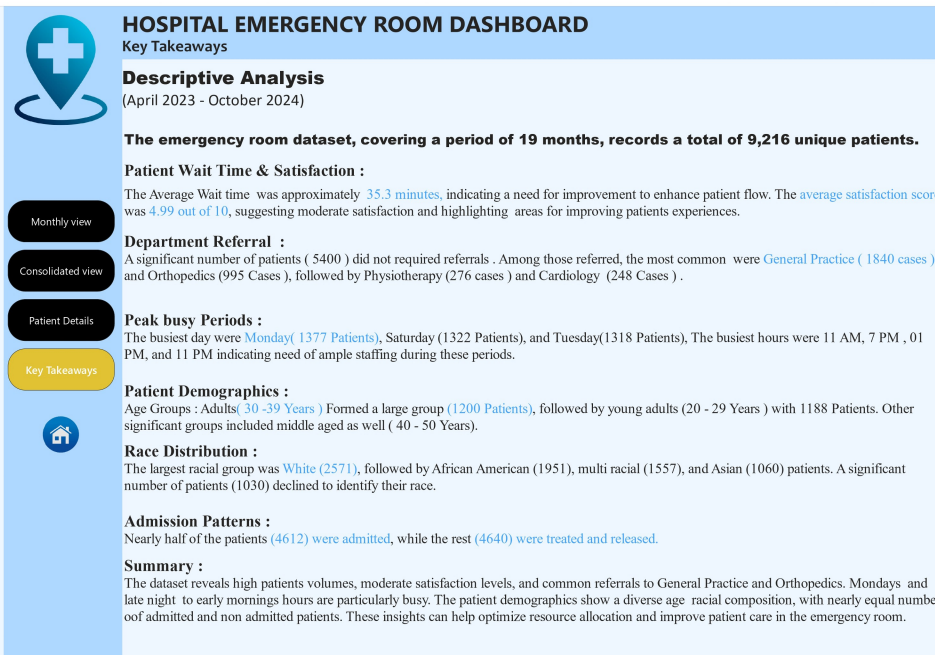 HOSPITAL EMERGENCY ROOM DASHBOARD
Key Takeaways
Descriptive Analysis
(April 2023 - October 2024)
The emergency room dataset, covering a period of 19 months, records a total of 9,216 unique patients.
Patient Wait Time & Satisfaction :
The Average Wait time was approximately 35.3 minutes, indicating a need for improvement to enhance patient flow. The average satisfaction scor
was 4.99 out of 10, suggesting moderate satisfaction and highlighting areas for improving patients experiences.
Monthly view
Department Referral :
A significant number of patients ( 5400 ) did not required referrals . Among those referred, the most common were General Practice ( 1840 cases )
and Orthopedics (995 Cases ), followed by Physiotherapy (276 cases ) and Cardiology (248 Cases ) .
Consolidated view
Patient Details
Peak busy Periods :
The busiest day were Monday( 1377 Patients), Saturday (1322 Patients), and Tuesday(1318 Patients), The busiest hours were 11 AM, 7 PM , 01
PM, and 11 PM indicating need of ample staffing during these periods.
Key Takeaways
Patient Demographics :
Age Groups : Adults( 30 -39 Years ) Formed a large group (1200 Patients), followed by young adults (20 - 29 Years ) with 1188 Patients. Other
significant groups included middle aged as well ( 40 - 50 Years).
Race Distribution :
The largest racial group was White (2571), followed by African American (1951), multi racial (1557), and Asian (1060) patients. A significant
number of patients (1030) declined to identify their race.
Admission Patterns :
Nearly half of the patients (4612) were admitted, while the rest (4640) were treated and released.
Summary :
The dataset reveals high patients volumes, moderate satisfaction levels, and common referrals to General Practice and Orthopedics. Mondays and
late night to early mornings hours are particularly busy. The patient demographics show a diverse age racial composition, with nearly equal numbe
oof admitted and non admitted patients. These insights can help optimize resource allocation and improve patient care in the emergency room.